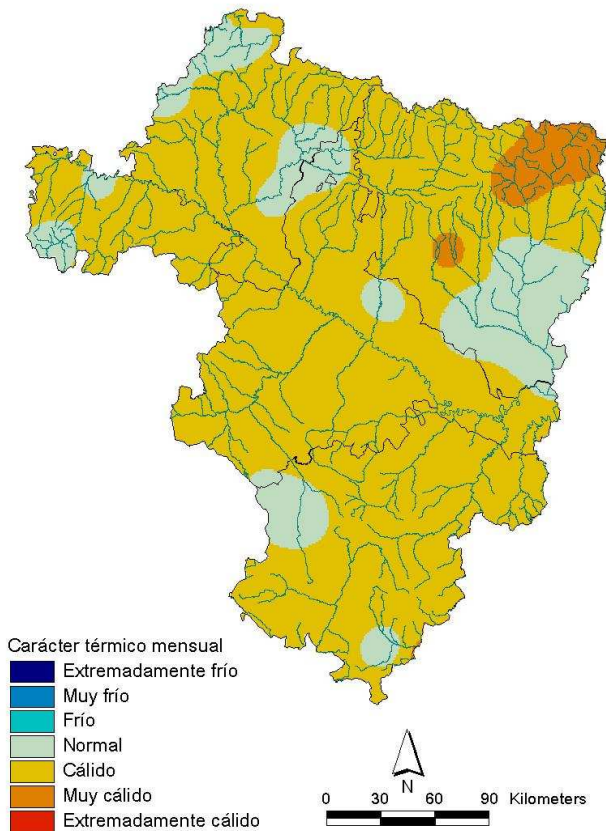 Carácter térmico mensual
Extremadamente frío
Muy frío
Frío
Normal
Cálido
Muy cálido
Extremadamente cálido
N
0 30 60 90 Kilometers